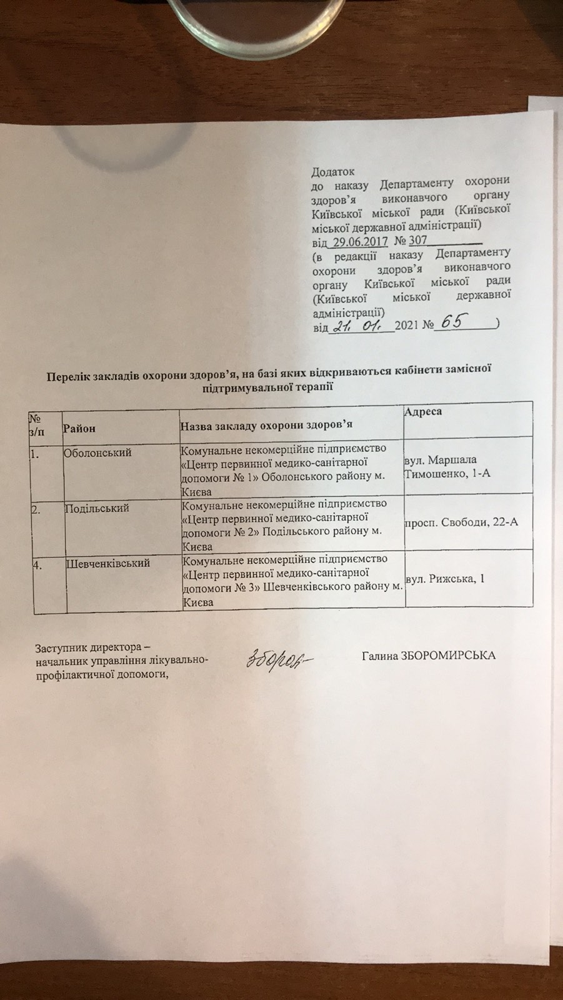 Додаток
до наказу Департаменту охорони
здоров'я виконавчого органу
Київської міської ради (Київської
міської державної адміністрації)
від 29.06.2017 № 307
(в редакції наказу Департаменту
охорони здоров'я виконавчого
органу Київської міської ради
(Київської міської державної
адміністрації)
від 21. 01. 2021 № 65 )
Перелік закладів охорони здоров'я, на базі яких відкриваються кабінети замісної
підтримувальної терапії
№
з/п
Район
Назва закладу охорони здоров'я
Адреса
1.
Оболонський
Комунальне некомерційне підприємство
«Центр первинної медико-санітарної
допомоги № 1» Оболонського району м.
Києва
вул. Маршала
Тимошенко, 1-А
2.
Подільський
Комунальне некомерційне підприємство
«Центр первинної медико-санітарної
допомоги № 2» Подільського району м.
Києва
просп. Свободи, 22-А
4.
Шевченківський
Комунальне некомерційне підприємство
«Центр первинної медико-санітарної
допомоги № 3» Шевченківського району м.
Києва
вул. Рижська, 1
Заступник директора –
начальник управління лікувально-
профілактичної допомоги,
Галина ЗБОРОМИРСЬКА